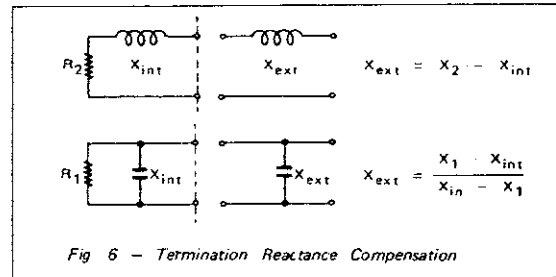 R2 Xint Xext Xext = X2 - Xint
R1 Xint Xext Xext = X1 · Xint / Xin - X1
Fig 6 – Termination Reactance Compensation